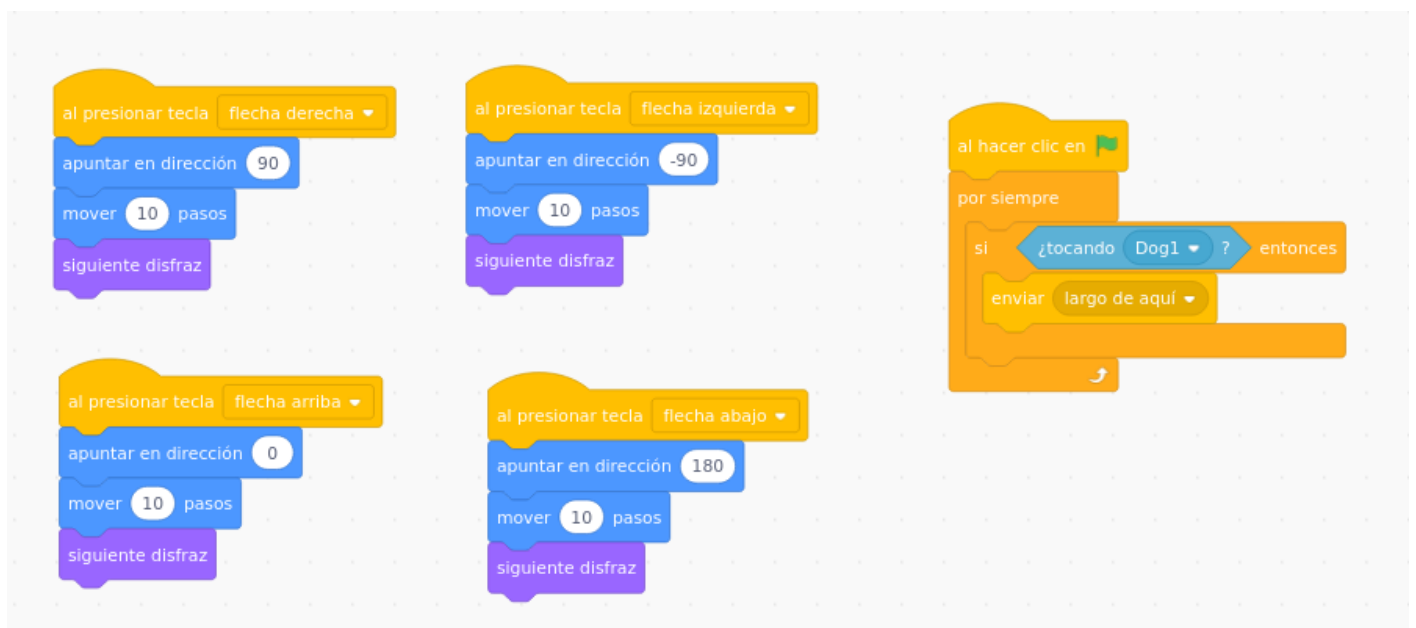 al presionar tecla flecha derecha
apuntar en dirección 90
mover 10 pasos
siguiente disfraz
al presionar tecla flecha izquierda
apuntar en dirección -90
mover 10 pasos
siguiente disfraz
al hacer clic en
por siempre
si ¿tocando Dog1 ? entonces
enviar largo de aquí
al presionar tecla flecha arriba
apuntar en dirección 0
mover 10 pasos
siguiente disfraz
al presionar tecla flecha abajo
apuntar en dirección 180
mover 10 pasos
siguiente disfraz